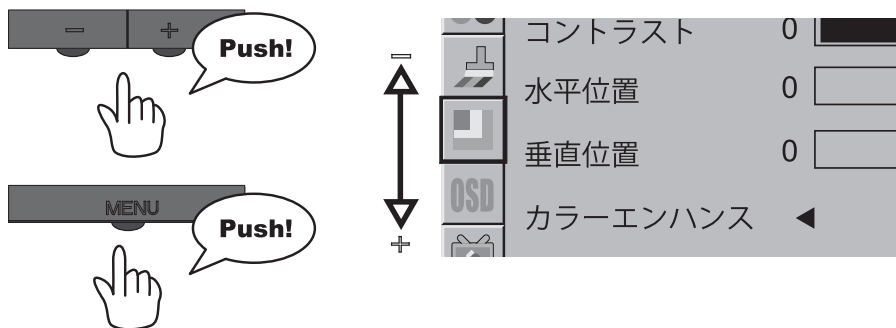 − +
Push!
MENU
Push!
−
+
コントラスト 0
水平位置 0
垂直位置 0
OSD
カラーエンハンス ◀